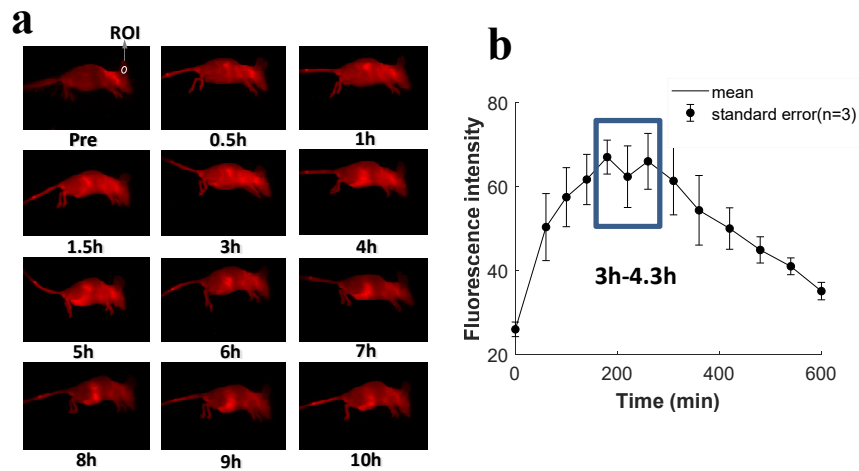 a
ROI
Pre
0.5h
1h
1.5h
3h
4h
5h
6h
7h
8h
9h
10h
b
mean
standard error(n=3)
Fluorescence intensity
80
60
40
20
3h-4.3h
0
200
400
600
Time (min)